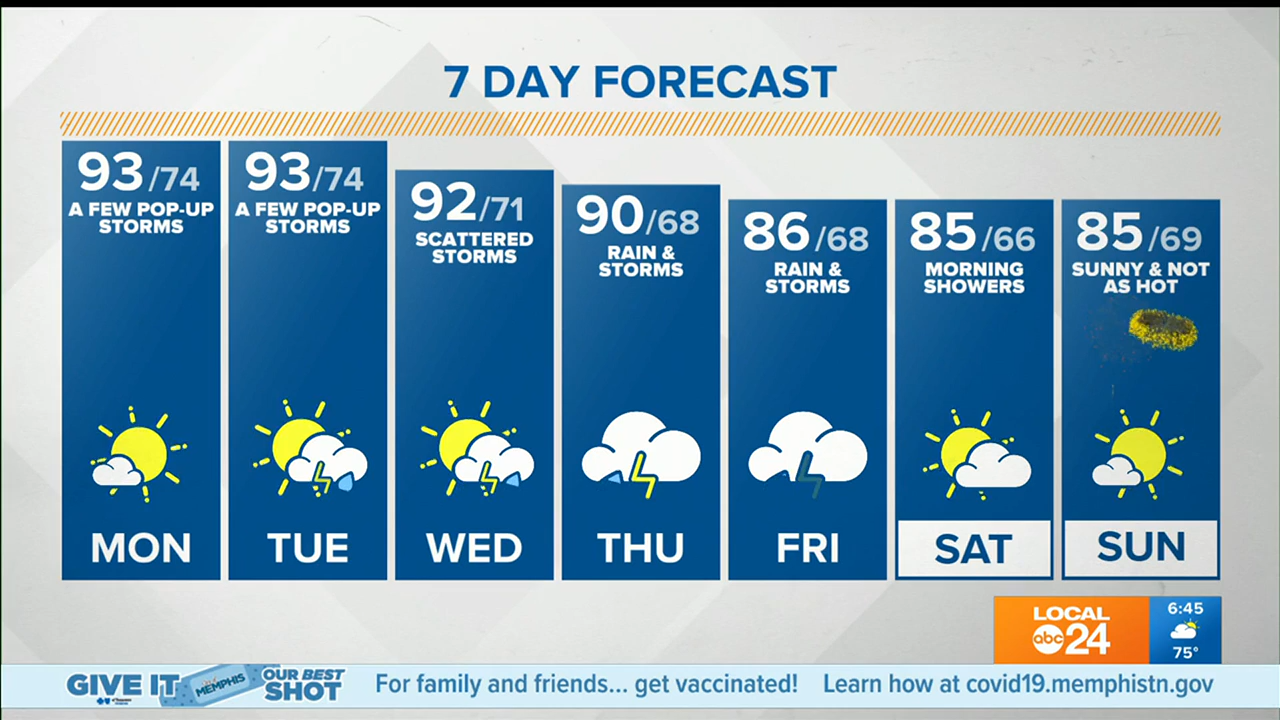 7 DAY FORECAST
93/74
A FEW POP-UP
STORMS
MON
93/74
A FEW POP-UP
STORMS
TUE
92/71
SCATTERED
STORMS
WED
90/68
RAIN &
STORMS
THU
86/68
RAIN &
STORMS
FRI
85/66
MORNING
SHOWERS
SAT
85/69
SUNNY & NOT
AS HOT
SUN
LOCAL
abc 24
6:45
75°
GIVE IT MEMPHIS OUR BEST SHOT
For family and friends... get vaccinated! Learn how at covid19.memphistn.gov